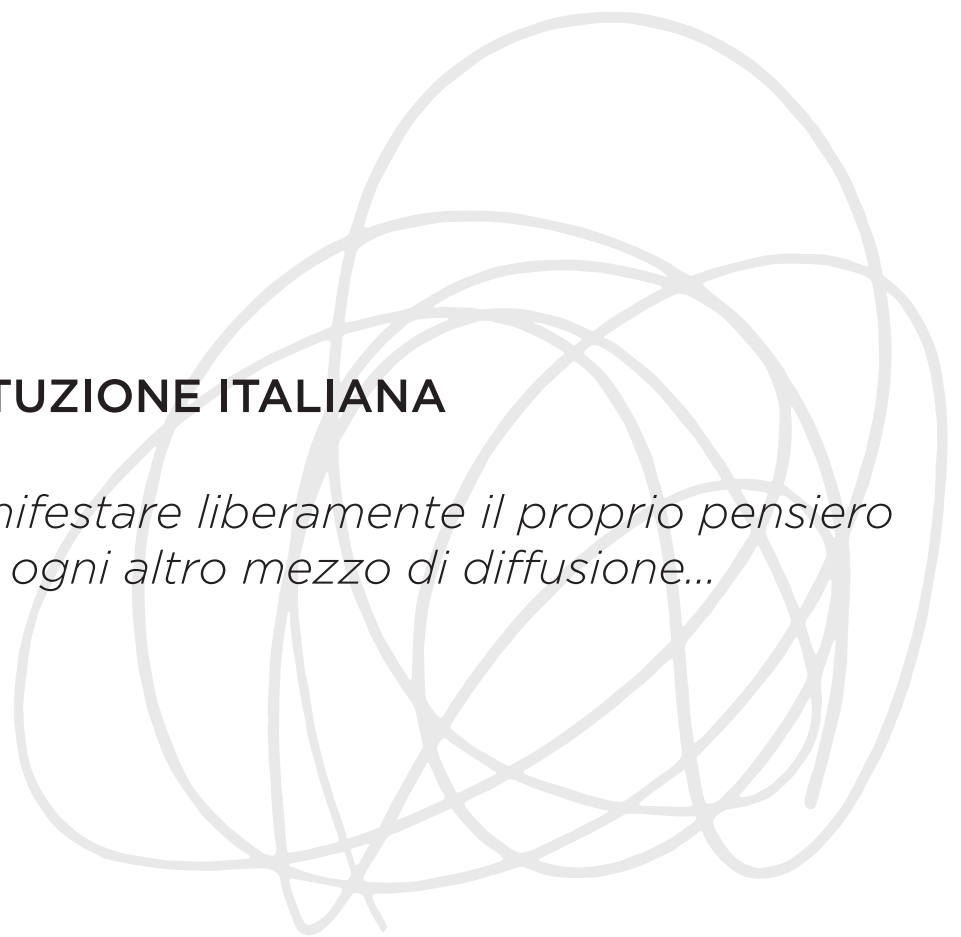 TUZIONE ITALIANA
nifestare liberamente il proprio pensiero
ogni altro mezzo di diffusione...